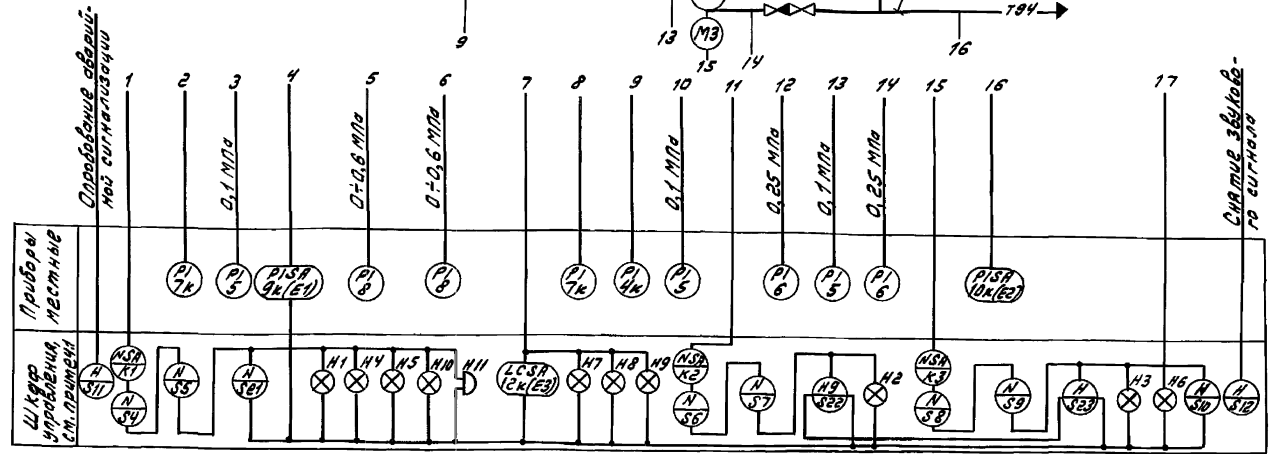 9
13
М3
15
14
16
Т94
Опробование аварий-
ной сигнализации
1
2
3
4
5
6
7
8
9
10
11
12
13
14
15
16
17
Снятие звуково-
го сигнала
0,1 МПа
0÷0,6 МПа
0÷0,6 МПа
0,1 МПа
0,25 МПа
0,1 МПа
0,25 МПа
Приборы
местные
PI
7к
PI
5
PISA
9к(Е1)
PI
8
PI
8
PI
7к
PI
4к
PI
5
PI
6
PI
5
PI
6
PISA
10к(Е2)
Шкаф
управления,
см. примеч.1
H
S11
NSA
K1
N
S4
N
S5
N
S21
H1
H4
H5
H10
H11
LCSA
12к(Е3)
H7
H8
H9
NSA
K2
N
S6
N
S7
H9
S22
H2
NSA
K3
N
S8
N
S9
H
S23
H3
H6
H
S10
H
S12